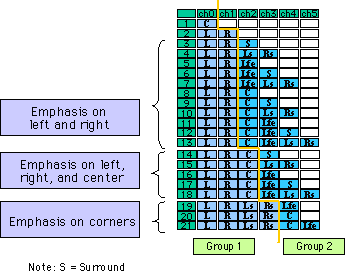 ch0 ch1 ch2 ch3 ch4 ch5
1 C
2 L R
3 L R S
4 L R Ls Rs
5 L R Lfe
6 L R Lfe S
7 L R Lfe Ls Rs
8 L R C
9 L R C S
10 L R C Ls Rs
11 L R C Lfe
12 L R C Lfe S
13 L R C Lfe Ls Rs
Emphasis on
left and right
14 L R C S
15 L R C Ls Rs
16 L R C Lfe
17 L R C Lfe S
18 L R C Lfe Ls Rs
Emphasis on left,
right, and center
19 L R Ls Rs Lfe
20 L R Ls Rs C
21 L R Ls Rs C Lfe
Emphasis on corners
Group 1 Group 2
Note: S = Surround